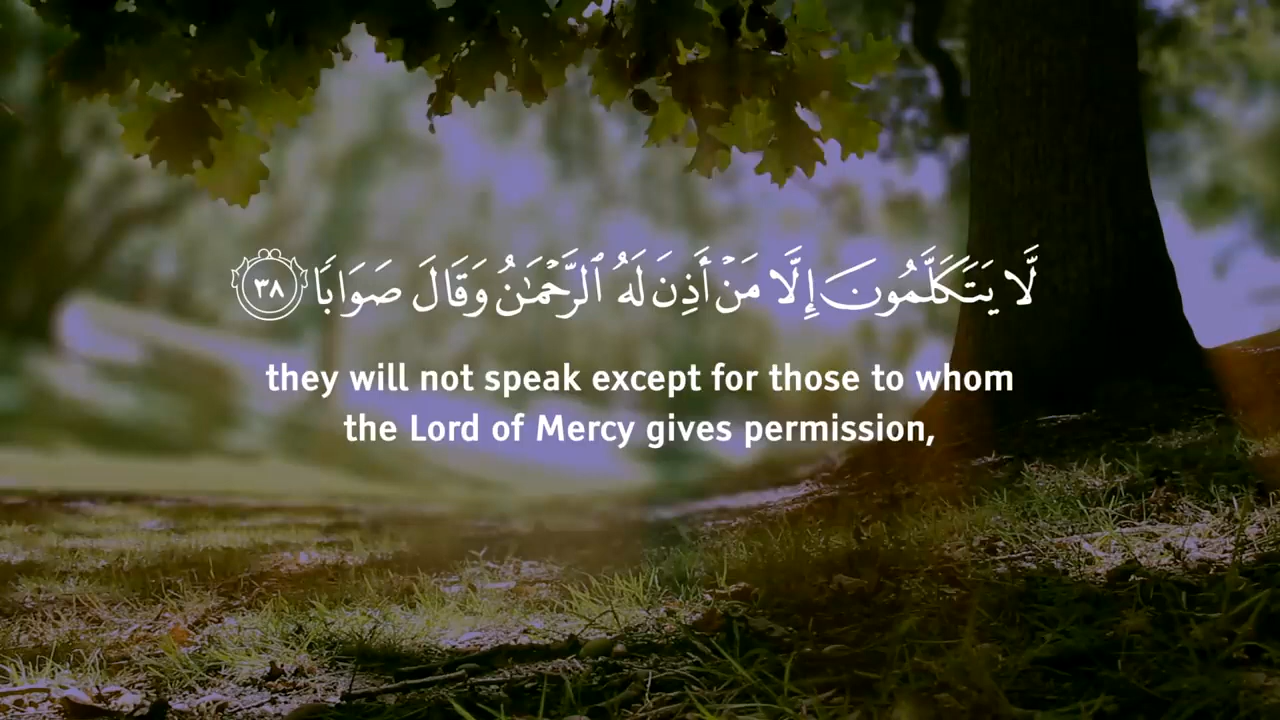 لَّا يَتَكَلَّمُونَ إِلَّا مَنْ أَذِنَ لَهُ ٱلرَّحْمَـٰنُ وَقَالَ صَوَابًا ٣٨
they will not speak except for those to whom
the Lord of Mercy gives permission,